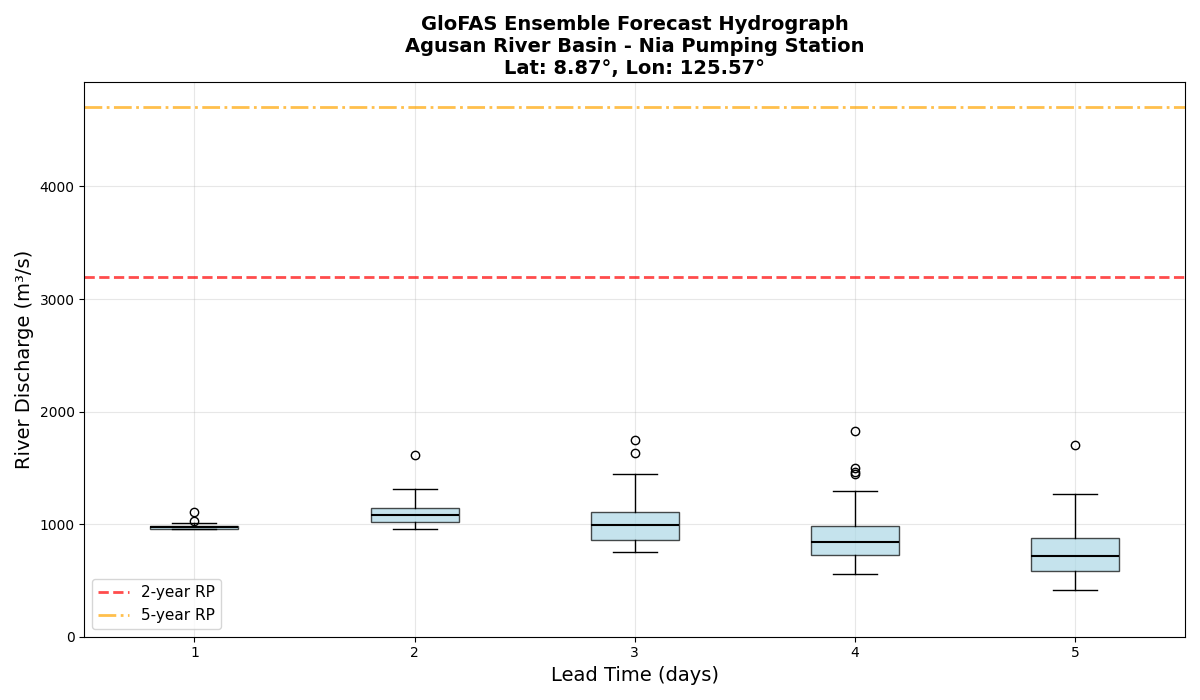 GloFAS Ensemble Forecast Hydrograph
Agusan River Basin - Nia Pumping Station
Lat: 8.87°, Lon: 125.57°
River Discharge (m³/s)
4000
3000
2000
1000
0
2-year RP
5-year RP
1 2 3 4 5
Lead Time (days)